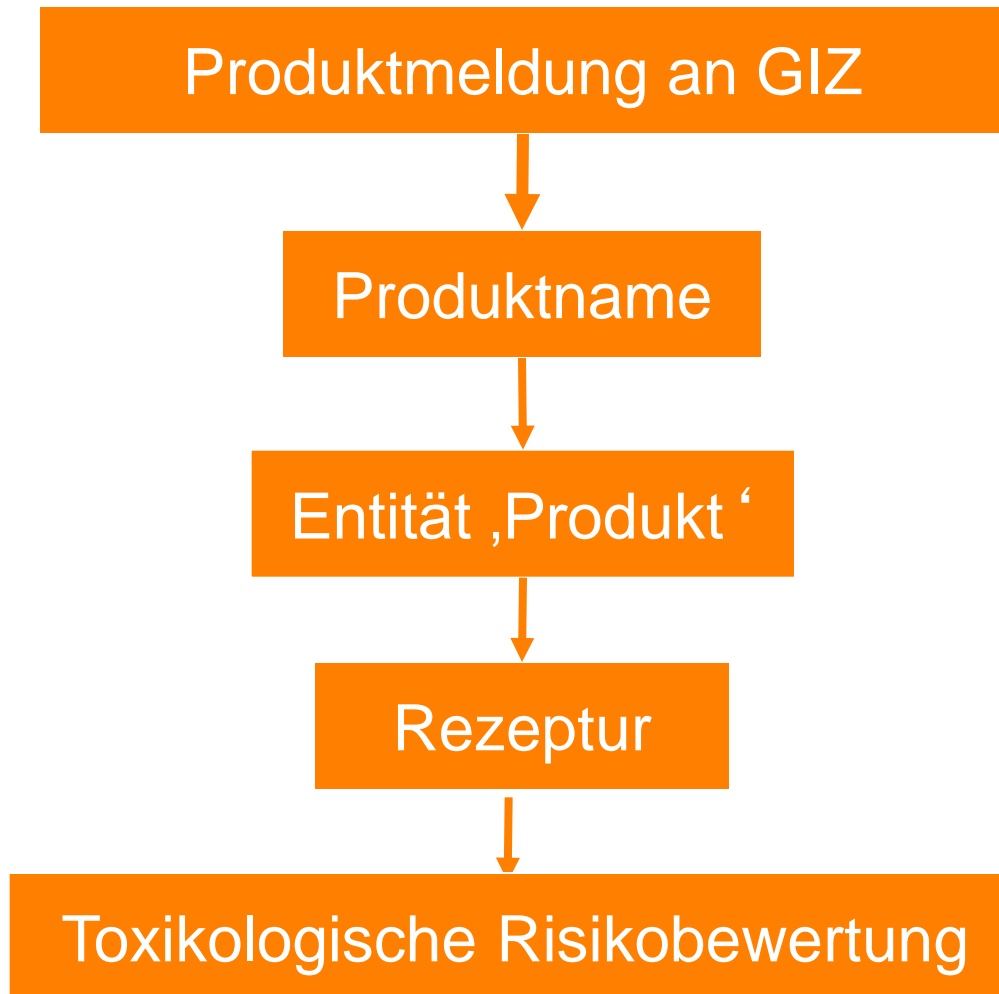 Produktmeldung an GIZ
Produktname
Entität ‚Produkt ‘
Rezeptur
Toxikologische Risikobewertung